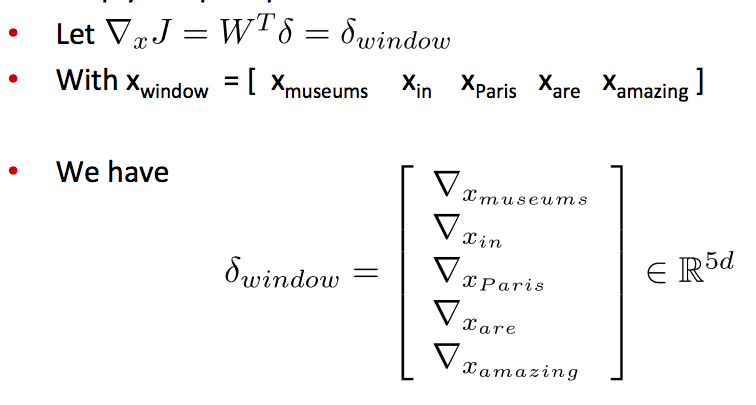 • Let ∇ₓJ = Wᵀδ = δ_window
• With x_window = [ x_museums x_in x_Paris x_are x_amazing ]
• We have
δ_window = [
∇x_museums
∇x_in
∇x_Paris
∇x_are
∇x_amazing
] ∈ ℝ^5d